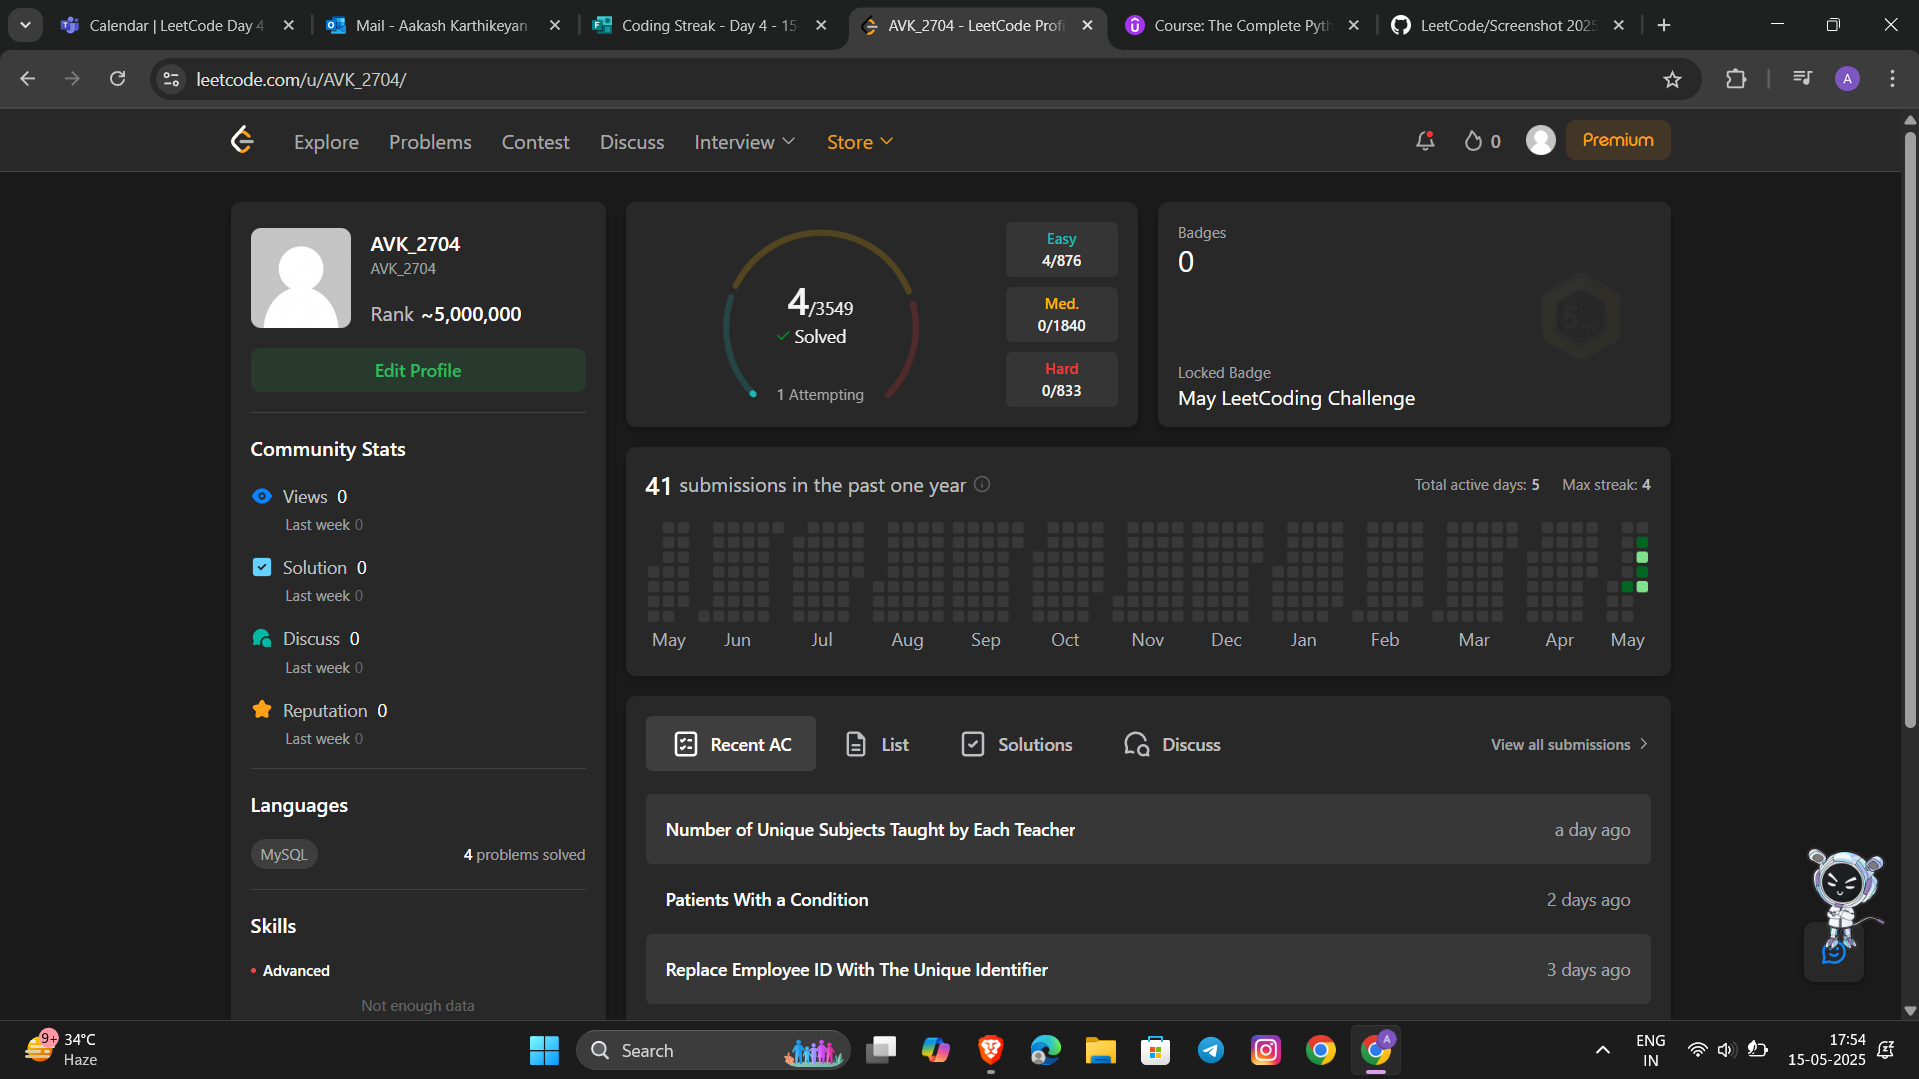 Calendar | LeetCode Day 4
Mail - Aakash Karthikeyan
Coding Streak - Day 4 - 15
AVK_2704 - LeetCode Profi
Course: The Complete Pyth
LeetCode/Screenshot 2025
leetcode.com/u/AVK_2704/
A
Explore
Problems
Contest
Discuss
Interview
Store
0
Premium
AVK_2704
AVK_2704
Rank ~5,000,000
Edit Profile
Community Stats
Views 0
Last week 0
Solution 0
Last week 0
Discuss 0
Last week 0
Reputation 0
Last week 0
Languages
MySQL
4 problems solved
Skills
Advanced
Not enough data
4/3549
Solved
1 Attempting
Easy
4/876
Med.
0/1840
Hard
0/833
Badges
0
Locked Badge
May LeetCoding Challenge
41 submissions in the past one year
Total active days: 5
Max streak: 4
May Jun Jul Aug Sep Oct Nov Dec Jan Feb Mar Apr May
Recent AC
List
Solutions
Discuss
View all submissions
Number of Unique Subjects Taught by Each Teacher
a day ago
Patients With a Condition
2 days ago
Replace Employee ID With The Unique Identifier
3 days ago
9+
34°C
Haze
Search
A
ENG
IN
17:54
15-05-2025